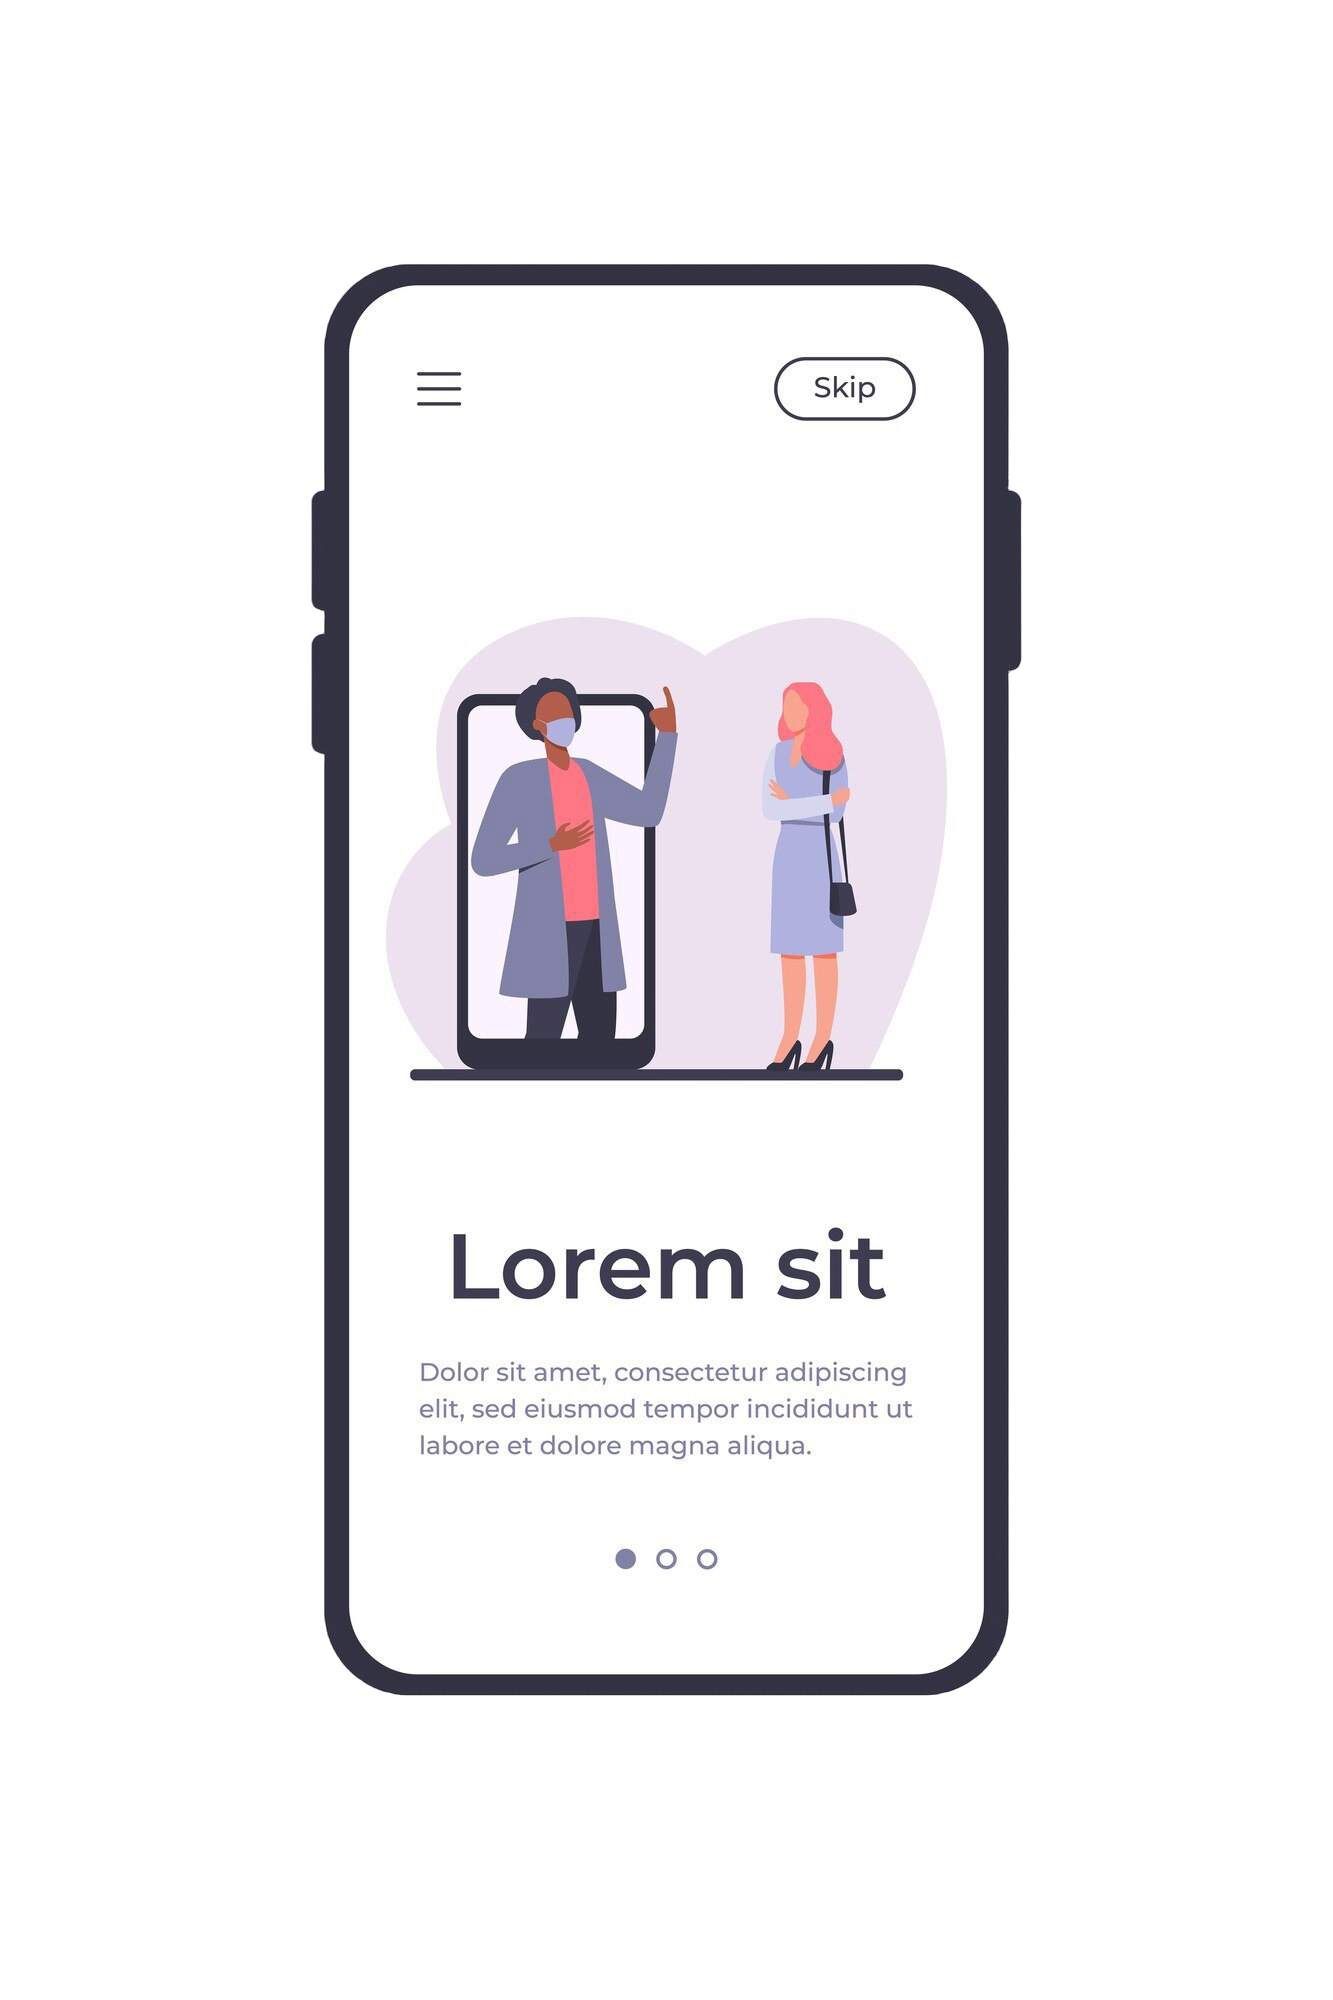 Skip
Lorem sit
Dolor sit amet, consectetur adipiscing
elit, sed eiusmod tempor incididunt ut
labore et dolore magna aliqua.